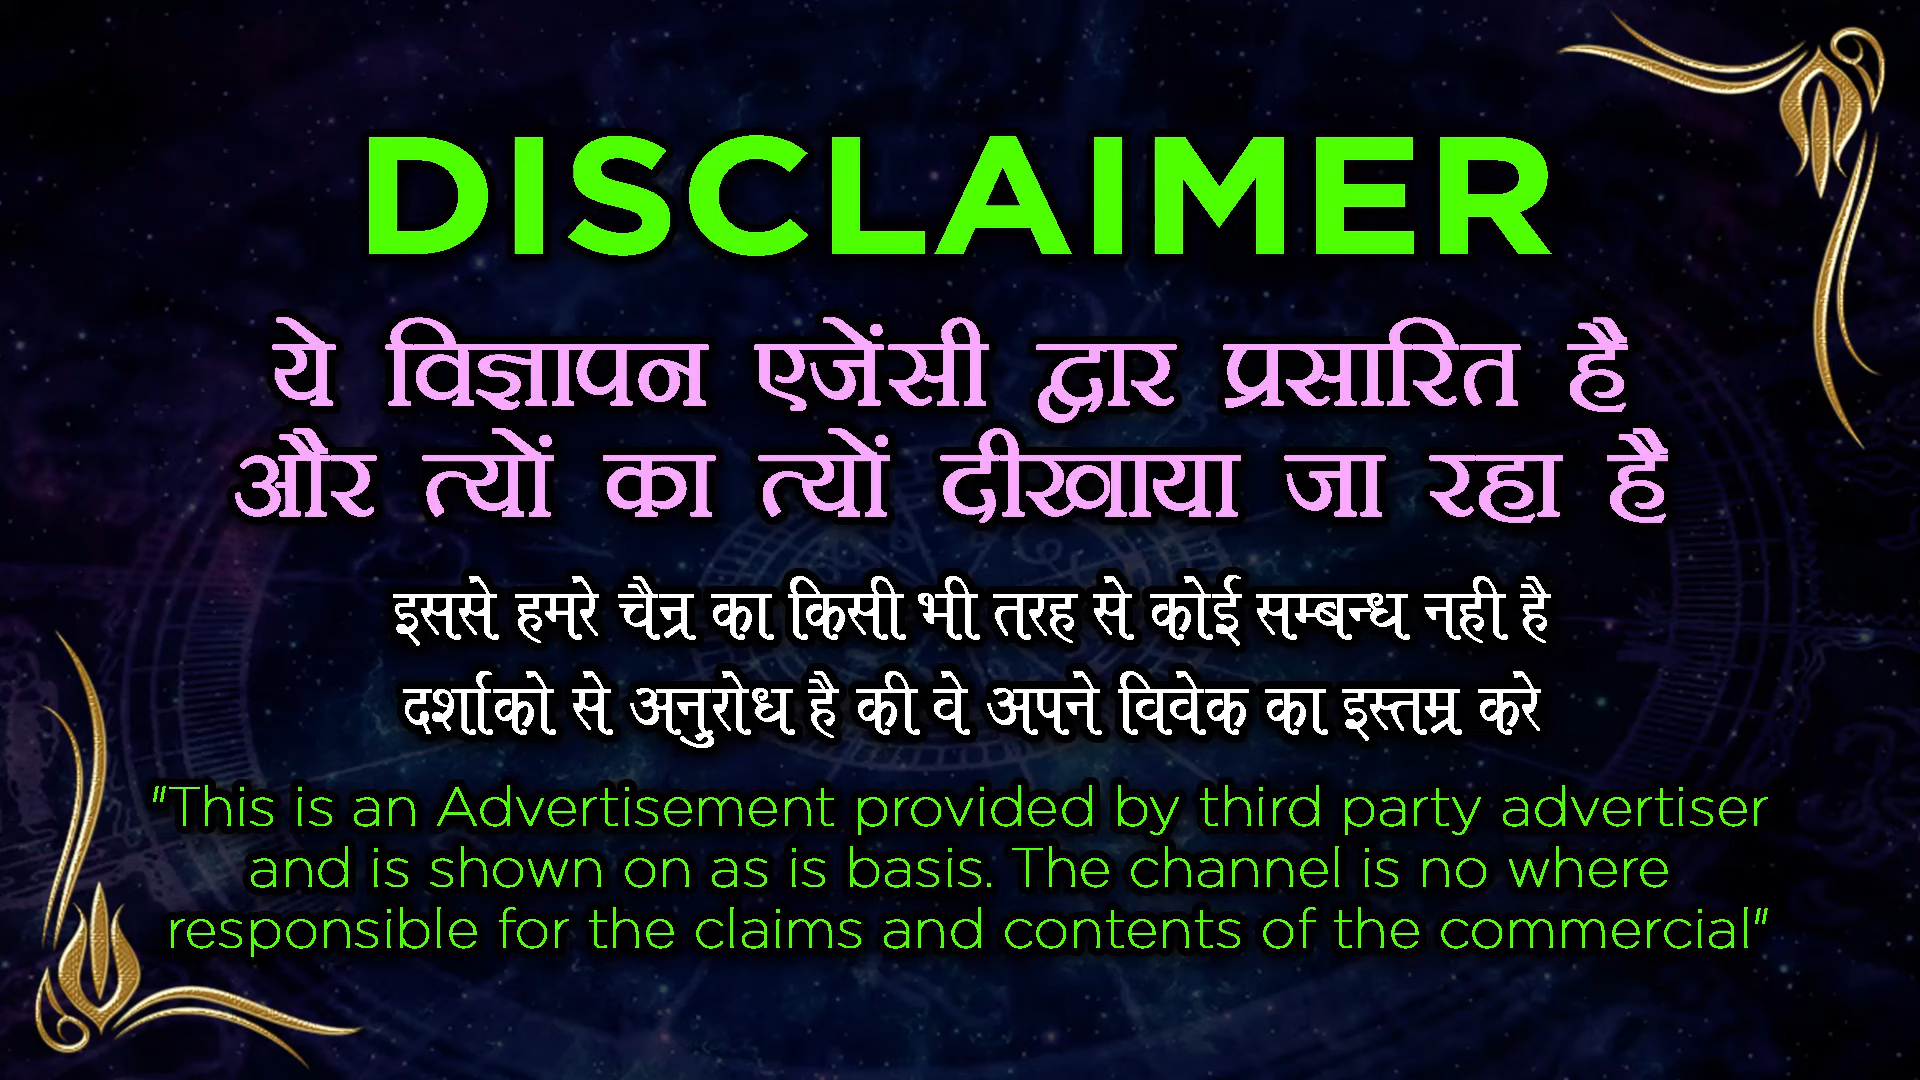 DISCLAIMER
ये विज्ञापन एजेंसी द्वार प्रसारित है
और त्यों का त्यों दीखाया जा रहा है
इससे हमरे चैन्र का किसी भी तरह से कोई सम्बन्ध नही है
दर्शाको से अनुरोध है की वे अपने विवेक का इस्तम्र करे
"This is an Advertisement provided by third party advertiser
and is shown on as is basis. The channel is no where
responsible for the claims and contents of the commercial"